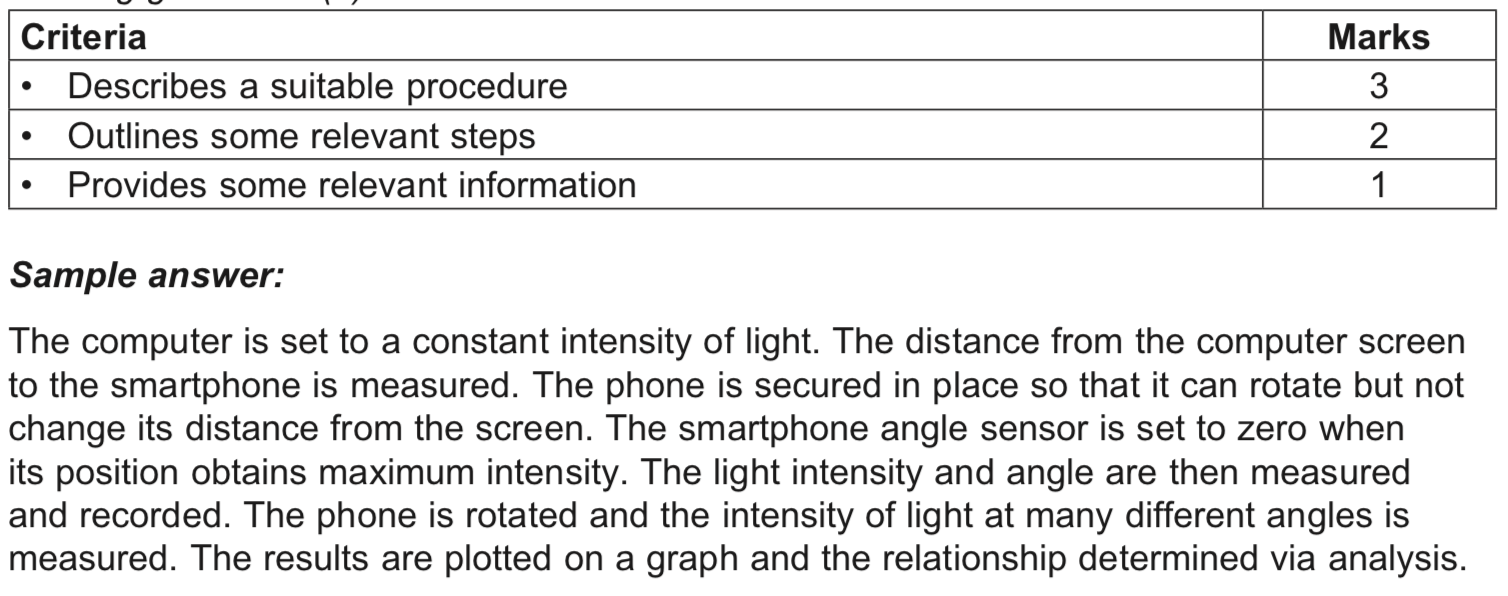 Criteria Marks
• Describes a suitable procedure 3
• Outlines some relevant steps 2
• Provides some relevant information 1
Sample answer:
The computer is set to a constant intensity of light. The distance from the computer screen
to the smartphone is measured. The phone is secured in place so that it can rotate but not
change its distance from the screen. The smartphone angle sensor is set to zero when
its position obtains maximum intensity. The light intensity and angle are then measured
and recorded. The phone is rotated and the intensity of light at many different angles is
measured. The results are plotted on a graph and the relationship determined via analysis.